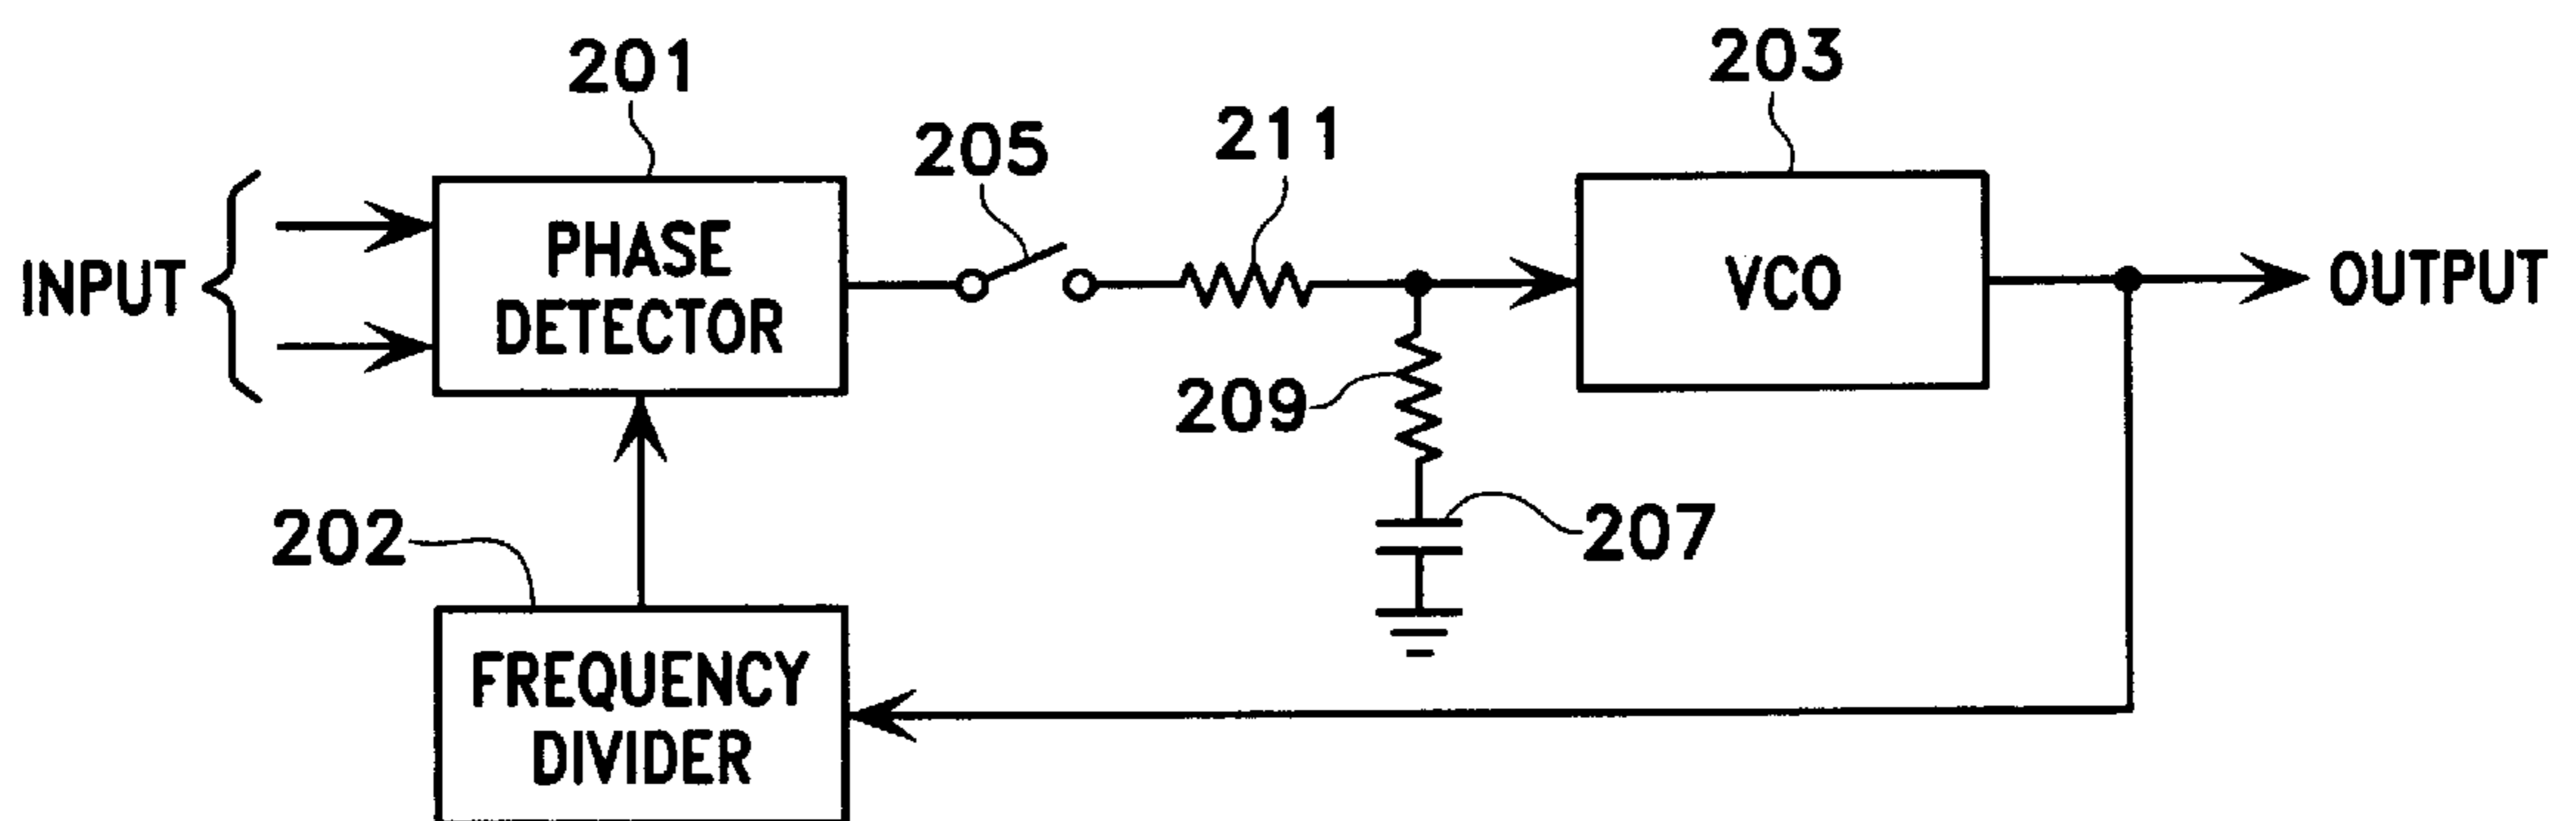 201
203
205
211
INPUT
PHASE
DETECTOR
VCO
OUTPUT
209
202
207
FREQUENCY
DIVIDER